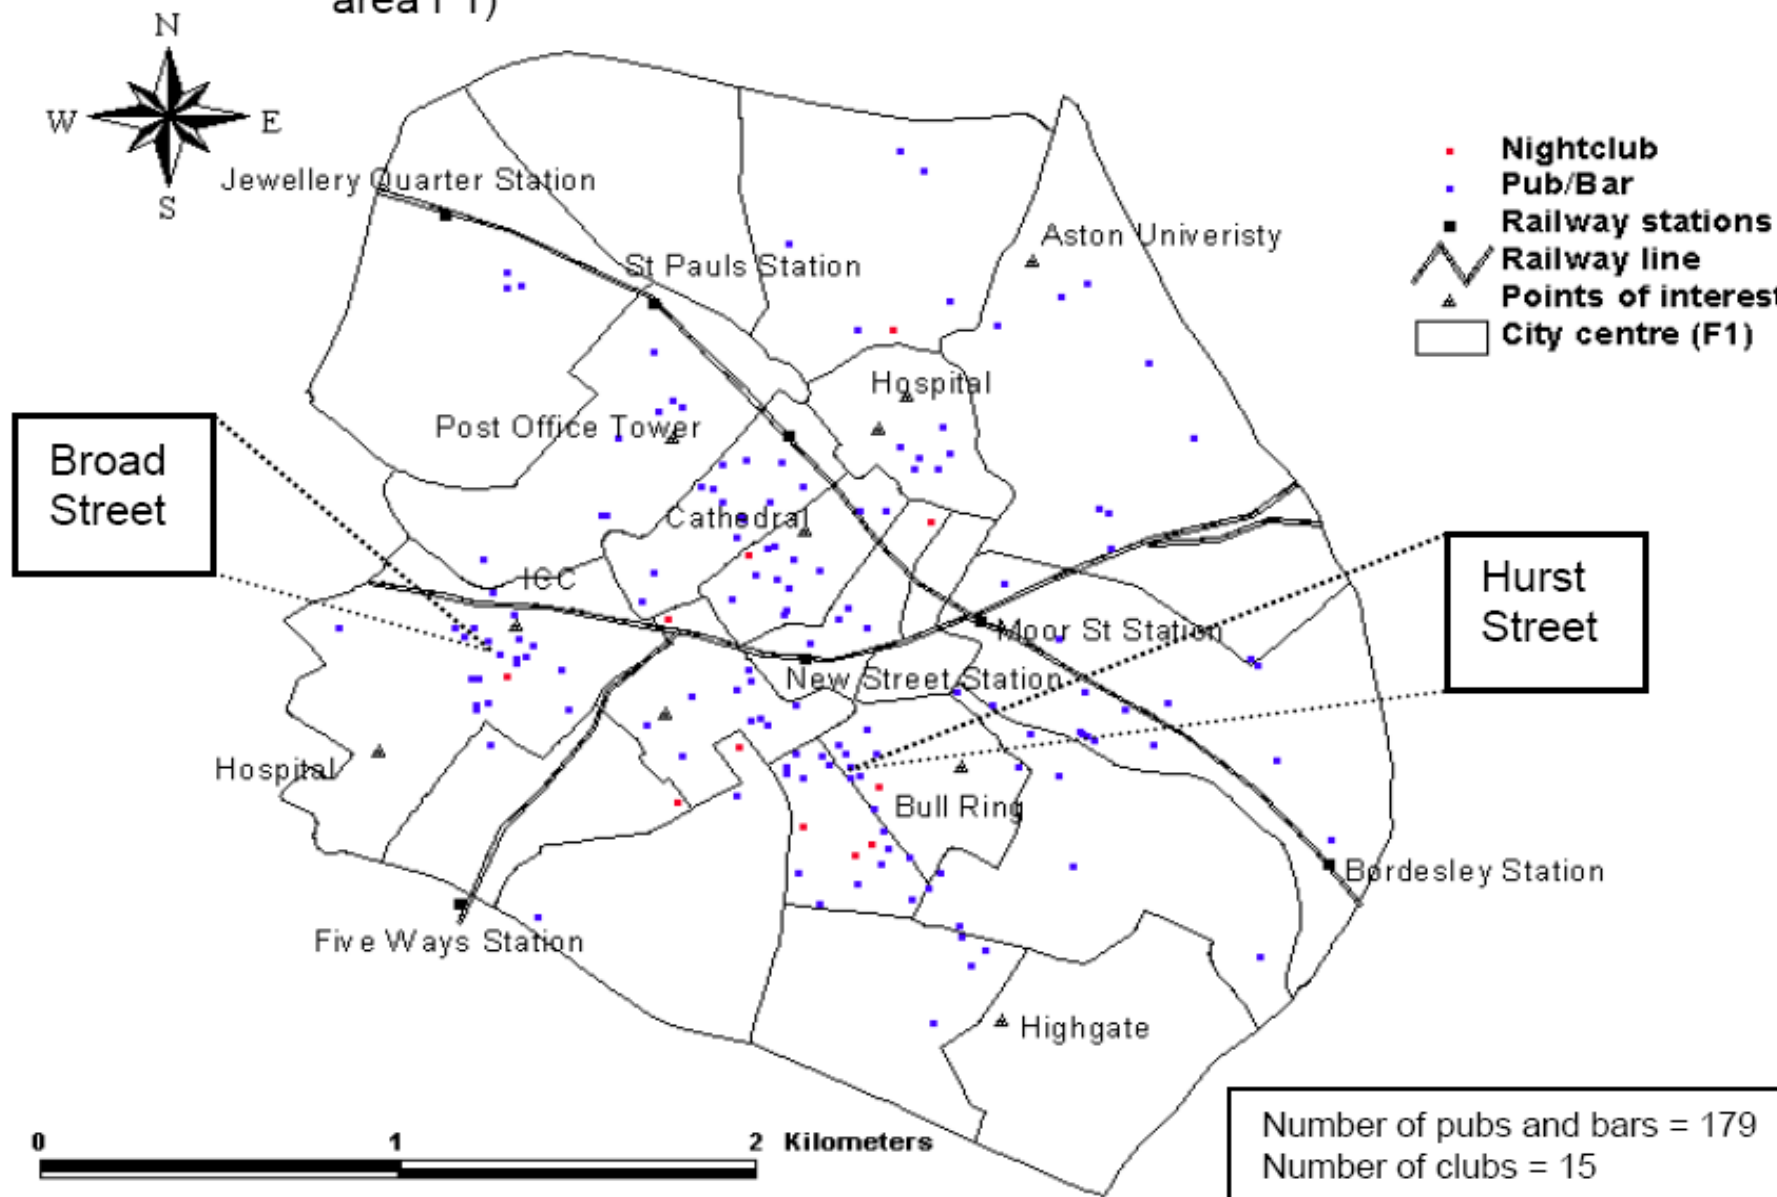 area F1)
N
W
E
S
Jewellery Quarter Station
St Pauls Station
Aston Univeristy
Nightclub
Pub/Bar
Railway stations
Railway line
Points of interest
City centre (F1)
Hospital
Post Office Tower
Broad
Street
Cathedral
ICC
Hurst
Street
Moor St Station
New Street Station
Hospital
Bull Ring
Bordesley Station
Five Ways Station
Highgate
0
1
2
Kilometers
Number of pubs and bars = 179
Number of clubs = 15